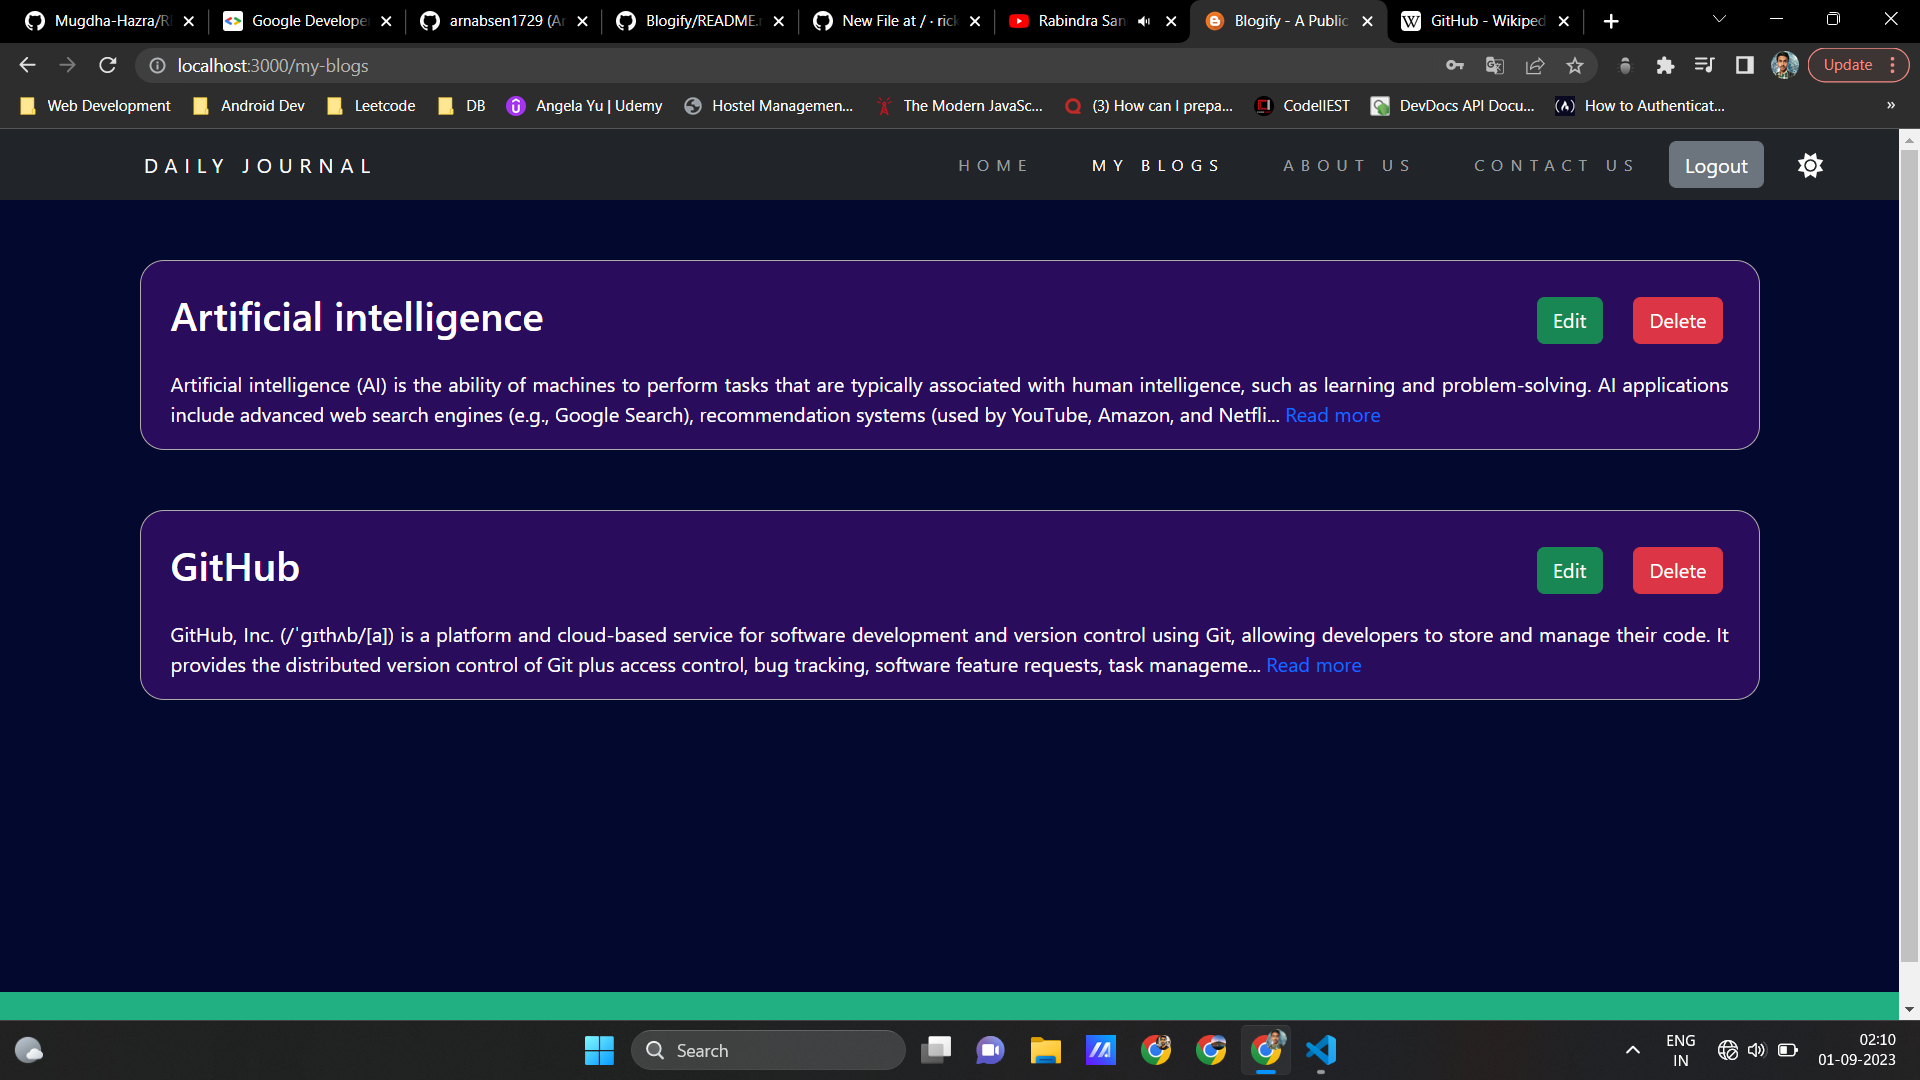 Mugdha-Hazra/R
Google Develope
arnabsen1729 (Ar
Blogify/README.
New File at / · rick
Rabindra San
Blogify - A Public
GitHub - Wikiped
localhost:3000/my-blogs
Update
Web Development
Android Dev
Leetcode
DB
Angela Yu | Udemy
Hostel Managemen...
The Modern JavaSc...
(3) How can I prepa...
CodeIIEST
DevDocs API Docu...
How to Authenticat...
»
DAILY JOURNAL
HOME
MY BLOGS
ABOUT US
CONTACT US
Logout
Artificial intelligence
Edit
Delete
Artificial intelligence (AI) is the ability of machines to perform tasks that are typically associated with human intelligence, such as learning and problem-solving. AI applications
include advanced web search engines (e.g., Google Search), recommendation systems (used by YouTube, Amazon, and Netfli... Read more
GitHub
Edit
Delete
GitHub, Inc. (/ˈɡɪthʌb/[a]) is a platform and cloud-based service for software development and version control using Git, allowing developers to store and manage their code. It
provides the distributed version control of Git plus access control, bug tracking, software feature requests, task manageme... Read more
Search
ENG
IN
02:10
01-09-2023